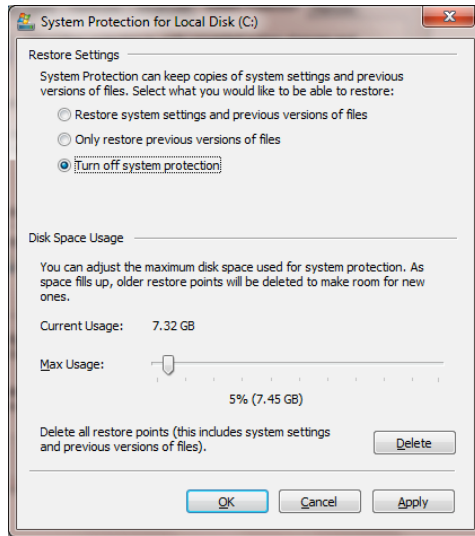 System Protection for Local Disk (C:)
Restore Settings
System Protection can keep copies of system settings and previous
versions of files. Select what you would like to be able to restore:
Restore system settings and previous versions of files
Only restore previous versions of files
Turn off system protection
Disk Space Usage
You can adjust the maximum disk space used for system protection. As
space fills up, older restore points will be deleted to make room for new
ones.
Current Usage: 7.32 GB
Max Usage:
5% (7.45 GB)
Delete all restore points (this includes system settings
and previous versions of files).
Delete
OK Cancel Apply